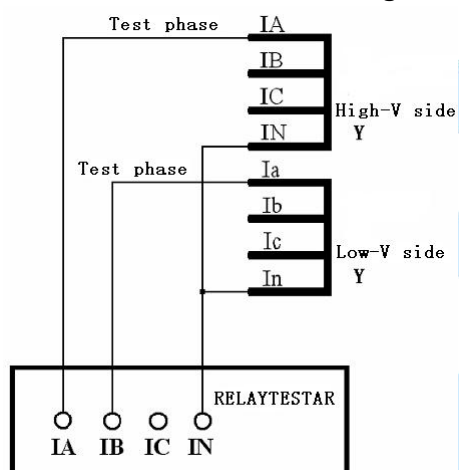 Test phase IA
IB
IC
High-V side
IN
Y
Test phase Ia
Ib
Ic
Low-V side
In
Y
RELAYTESTAR
IA IB IC IN